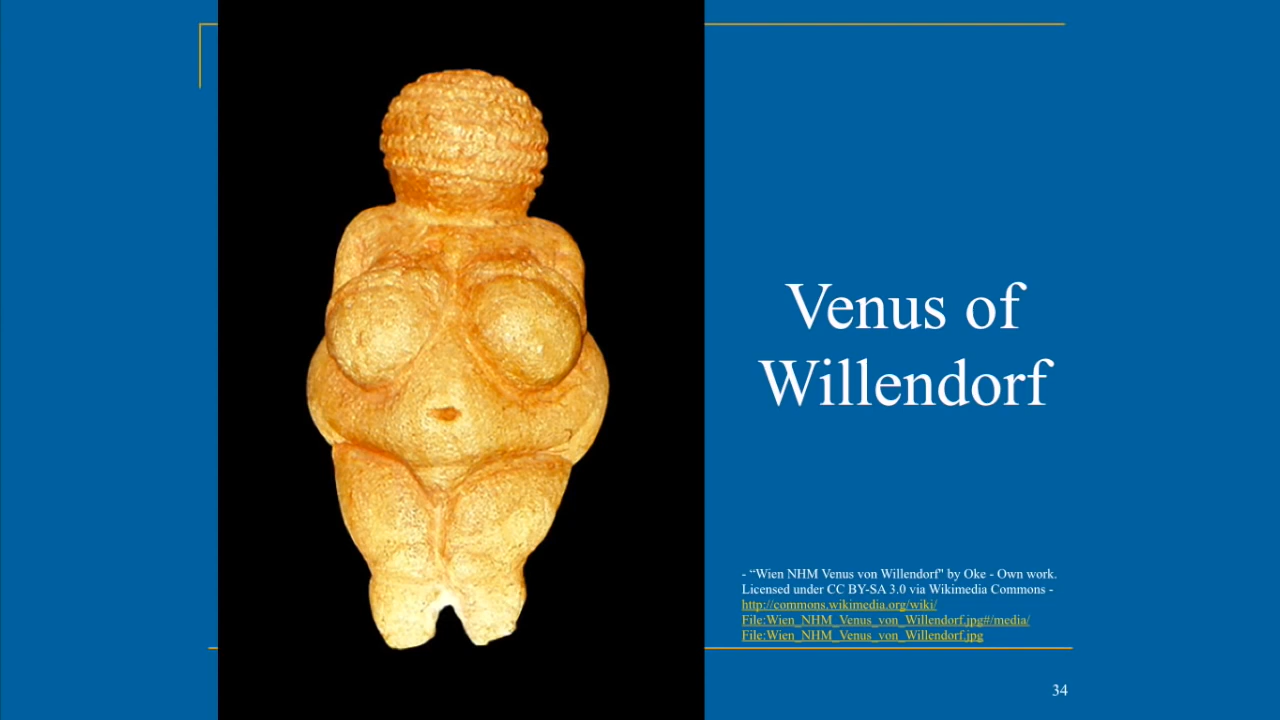 Venus of
Willendorf
- “Wien NHM Venus von Willendorf" by Oke - Own work.
Licensed under CC BY-SA 3.0 via Wikimedia Commons -
http://commons.wikimedia.org/wiki/
File:Wien_NHM_Venus_von_Willendorf.jpg#/media/
File:Wien_NHM_Venus_von_Willendorf.jpg
34